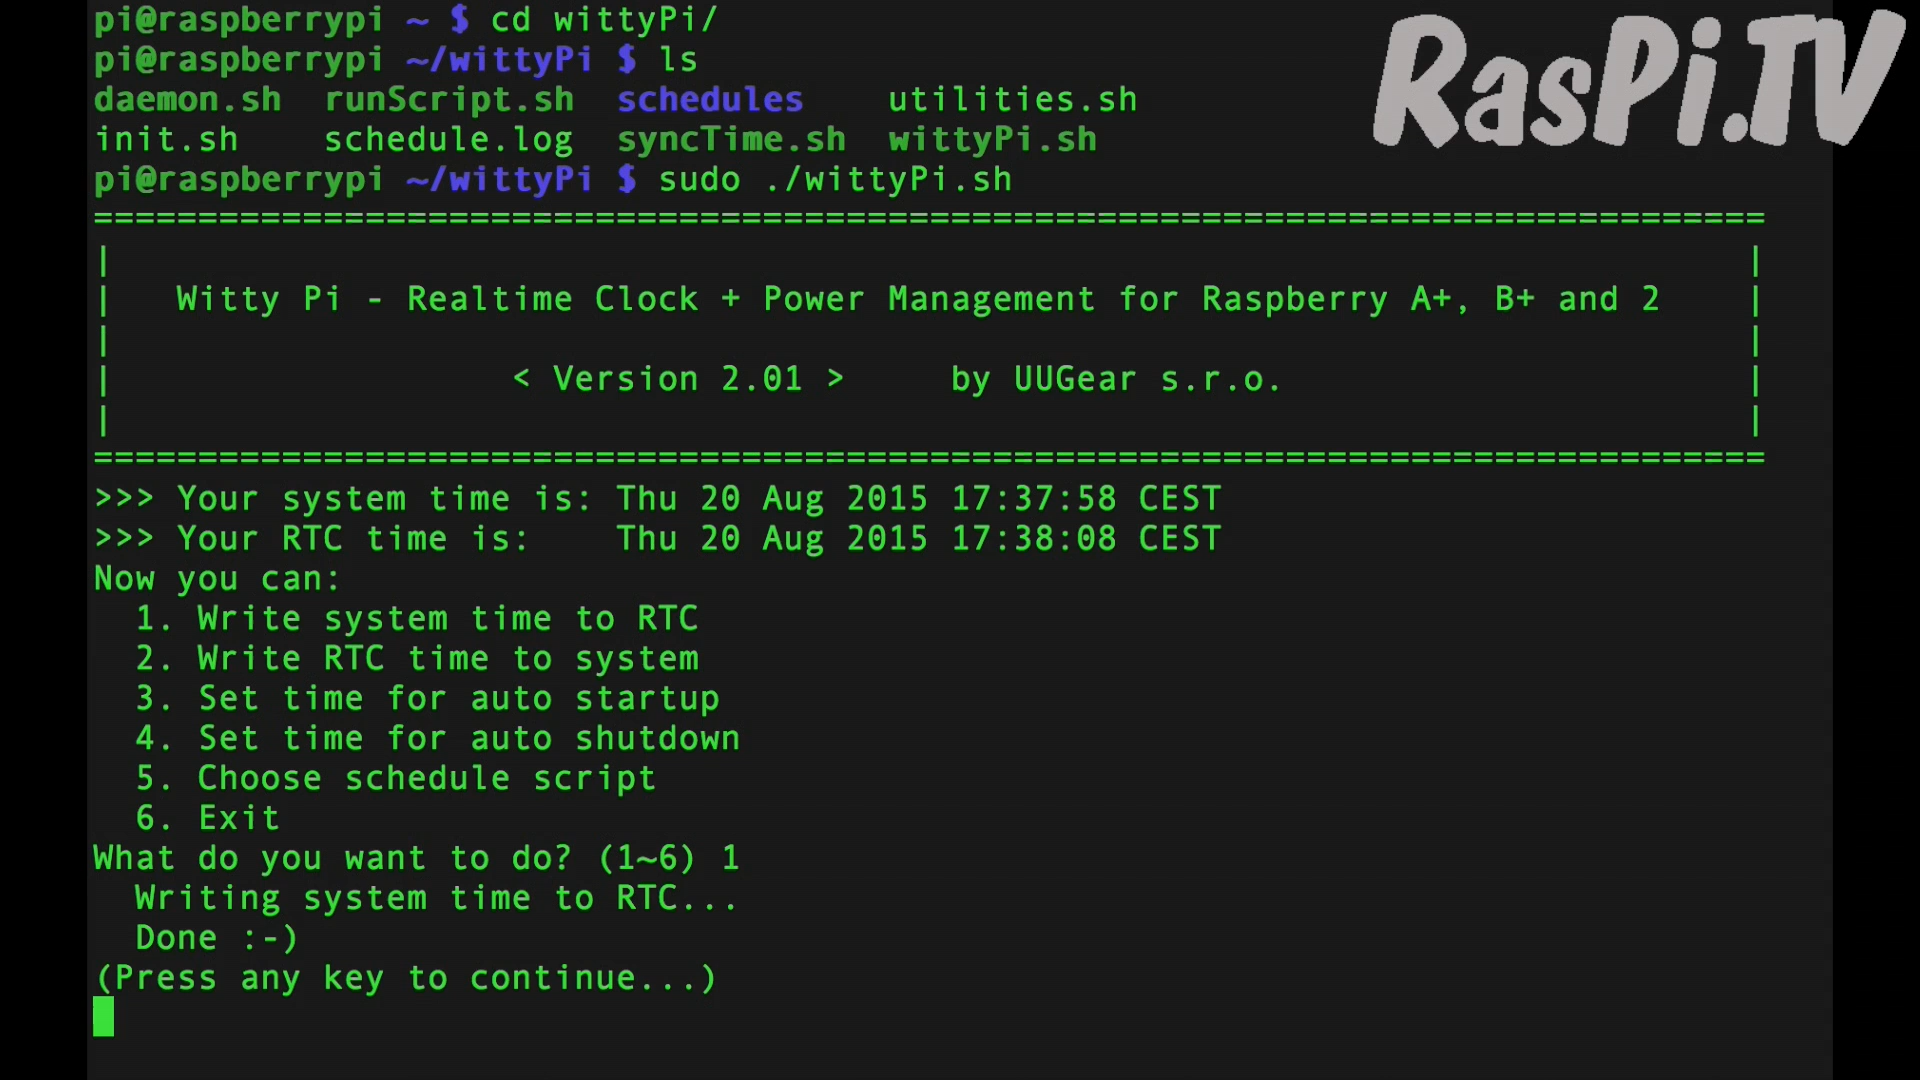 pi@raspberrypi ~ $ cd wittyPi/
RasPi.TV
pi@raspberrypi ~/wittyPi $ ls
daemon.sh  runScript.sh  schedules    utilities.sh
init.sh    schedule.log  syncTime.sh  wittyPi.sh
pi@raspberrypi ~/wittyPi $ sudo ./wittyPi.sh
================================================================================
|                                                                              |
|   Witty Pi - Realtime Clock + Power Management for Raspberry A+, B+ and 2    |
|                                                                              |
|                   < Version 2.01 >     by UUGear s.r.o.                      |
|                                                                              |
================================================================================
>>> Your system time is: Thu 20 Aug 2015 17:37:58 CEST
>>> Your RTC time is:    Thu 20 Aug 2015 17:38:08 CEST
Now you can:
  1. Write system time to RTC
  2. Write RTC time to system
  3. Set time for auto startup
  4. Set time for auto shutdown
  5. Choose schedule script
  6. Exit
What do you want to do? (1~6) 1
  Writing system time to RTC...
  Done :-)
(Press any key to continue...)